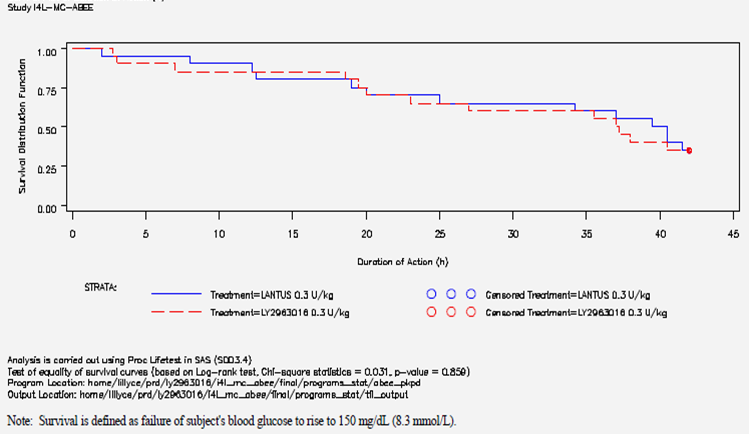 Study I4L-MC-ABEE
1.00
0.75
0.50
0.25
0.00
Survival Distribution Function
0 5 10 15 20 25 30 35 40 45
Duration of Action (h)
STRATA:
Treatment=LANTUS 0.3 U/kg
Censored Treatment=LANTUS 0.3 U/kg
Treatment=LY2963016 0.3 U/kg
Censored Treatment=LY2963016 0.3 U/kg
Analysis is carried out using Proc Lifetest in SAS (SDD3.4)
Test of equality of survival curves (based on Log-rank test, Chi-square statistics = 0.031, p-value = 0.859)
Program Location: home/lillyce/prd/ly2963016/i4l_mc_abee/final/programs_stat/abee_pkpd
Output Location: home/lillyce/prd/ly2963016/i4l_mc_abee/final/programs_stat/tfl_output
Note: Survival is defined as failure of subject's blood glucose to rise to 150 mg/dL (8.3 mmol/L).